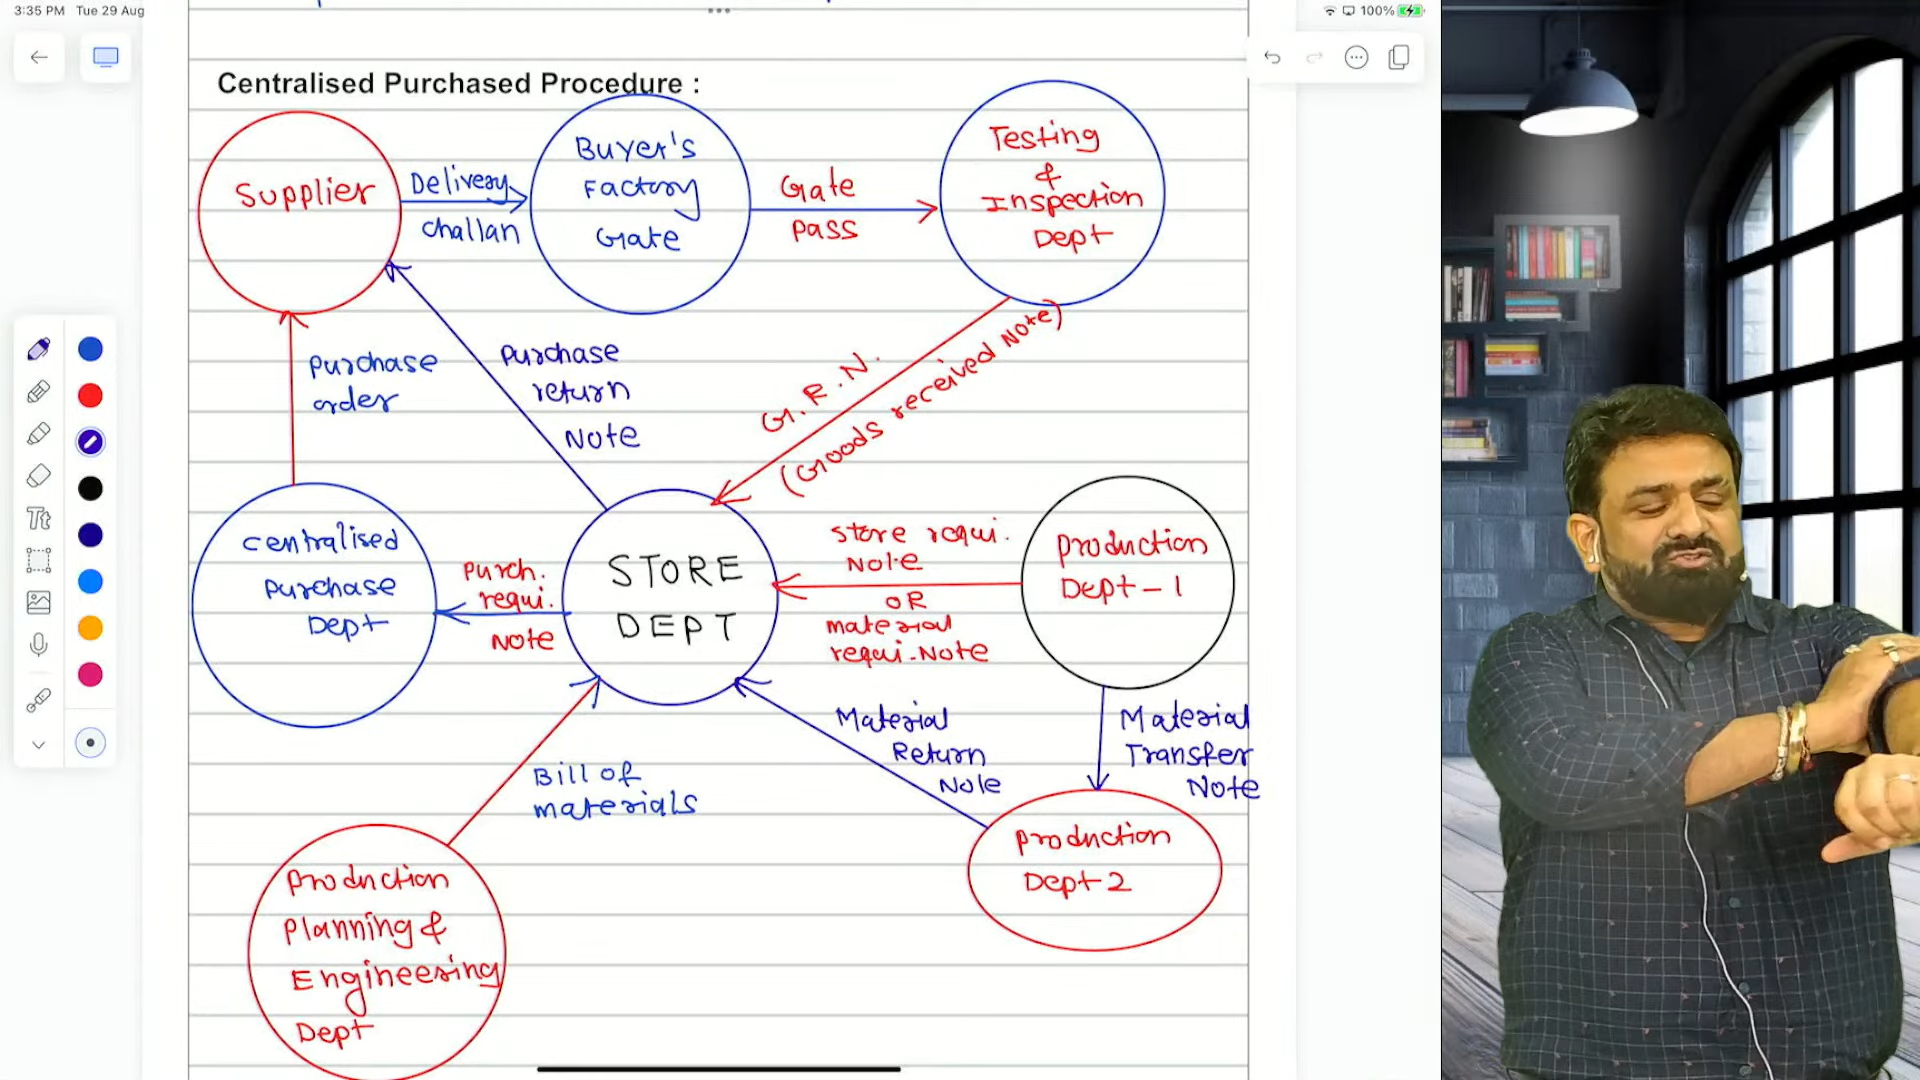 3:35 PM Tue 29 Aug
100%
Centralised Purchased Procedure :
Supplier
Delivery
challan
Buyer's
Factory
Gate
Gate
pass
Testing
&
Inspection
Dept
Purchase
order
purchase
return
Note
G.R.N.
(Goods received Note)
centralised
purchase
Dept
purch.
requi.
Note
STORE
DEPT
store requi.
Note
OR
material
requi.Note
production
Dept-1
Material
Return
Note
Material
Transfer
Note
Bill of
materials
production
Dept 2
production
planning &
Engineering
Dept
Tt